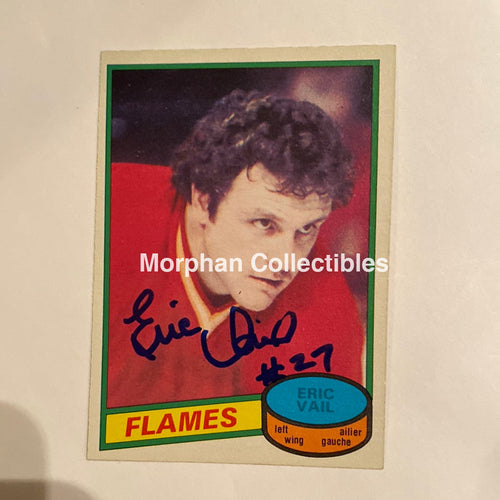 Morphan Collectibles
Eric Vail
#27
ERIC
VAIL
FLAMES
left ailier
wing gauche